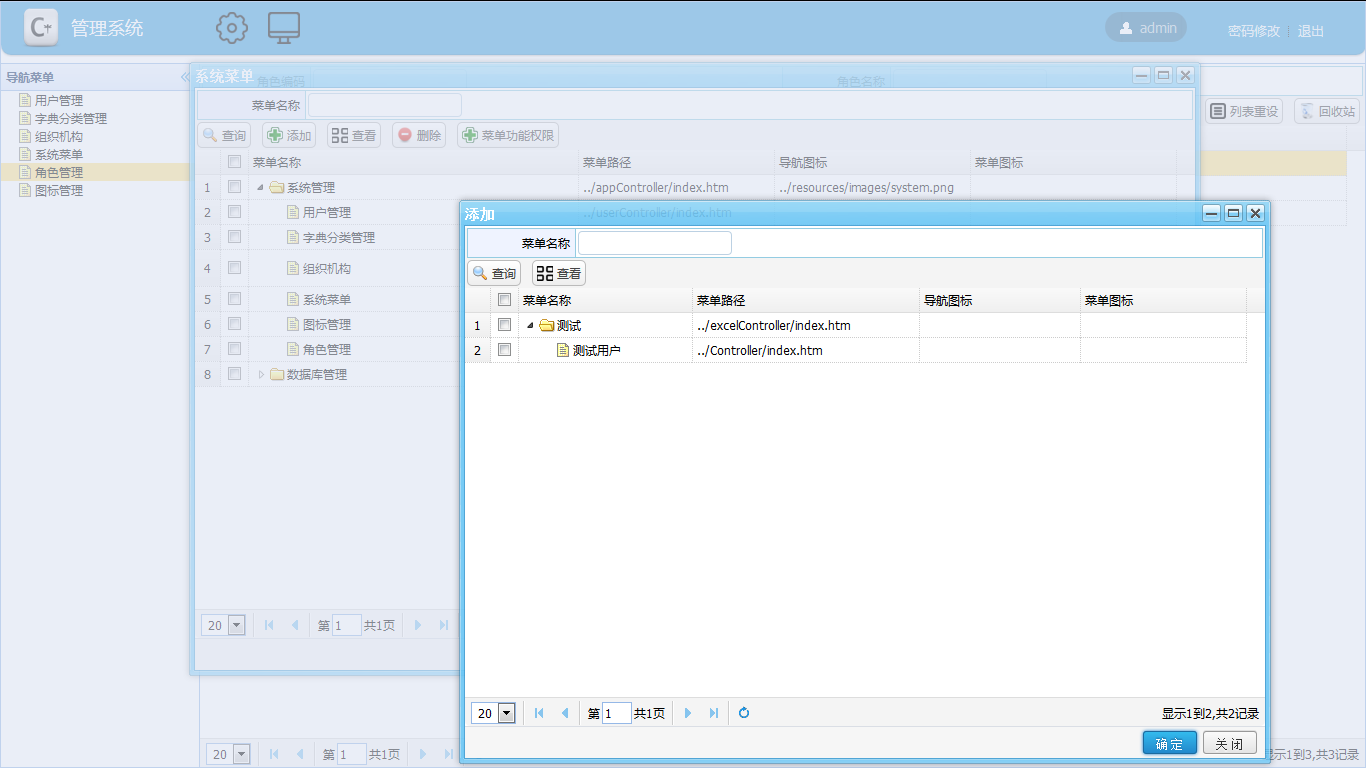 C+ 管理系统 admin 密码修改 | 退出
导航菜单
用户管理
字典分类管理
组织机构
系统菜单
角色管理
图标管理
角色编码 角色名称
列表重设 回收站
系统菜单
菜单名称
查询 添加 查看 删除 菜单功能权限
菜单名称 菜单路径 导航图标 菜单图标
1 系统管理 ../appController/index.htm ../resources/images/system.png
2 用户管理 ../userController/index.htm
3 字典分类管理
4 组织机构
5 系统菜单
6 图标管理
7 角色管理
8 数据库管理
20 第 1 共1页
添加
菜单名称
查询 查看
菜单名称 菜单路径 导航图标 菜单图标
1 测试 ../excelController/index.htm
2 测试用户 ../Controller/index.htm
20 第 1 共1页 显示1到2,共2记录
确定 关闭
20 第 1 共1页 显示1到3,共3记录